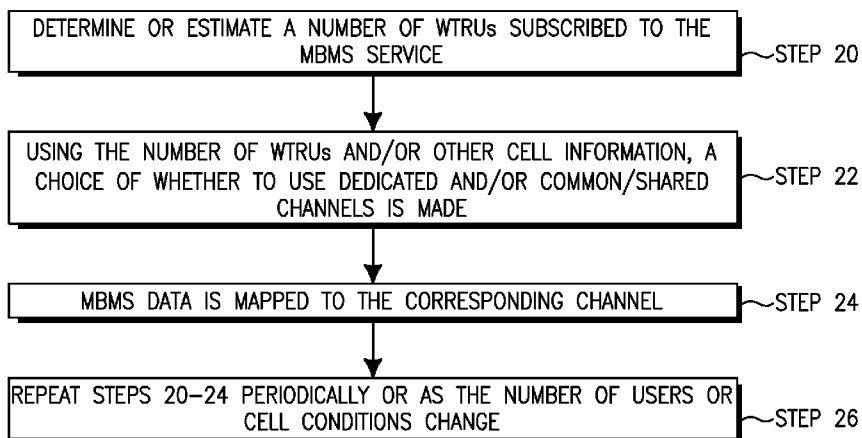 DETERMINE OR ESTIMATE A NUMBER OF WTRUs SUBSCRIBED TO THE
MBMS SERVICE
STEP 20
USING THE NUMBER OF WTRUs AND/OR OTHER CELL INFORMATION, A
CHOICE OF WHETHER TO USE DEDICATED AND/OR COMMON/SHARED
CHANNELS IS MADE
STEP 22
MBMS DATA IS MAPPED TO THE CORRESPONDING CHANNEL
STEP 24
REPEAT STEPS 20-24 PERIODICALLY OR AS THE NUMBER OF USERS OR
CELL CONDITIONS CHANGE
STEP 26